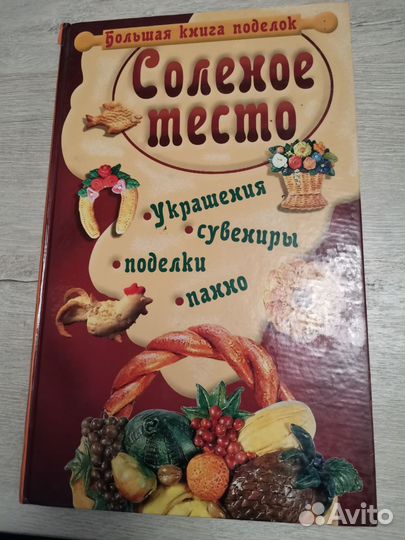 Большая книга поделок
Соленое
тесто
•Украшения
•сувениры
•поделки
•панно
Avito